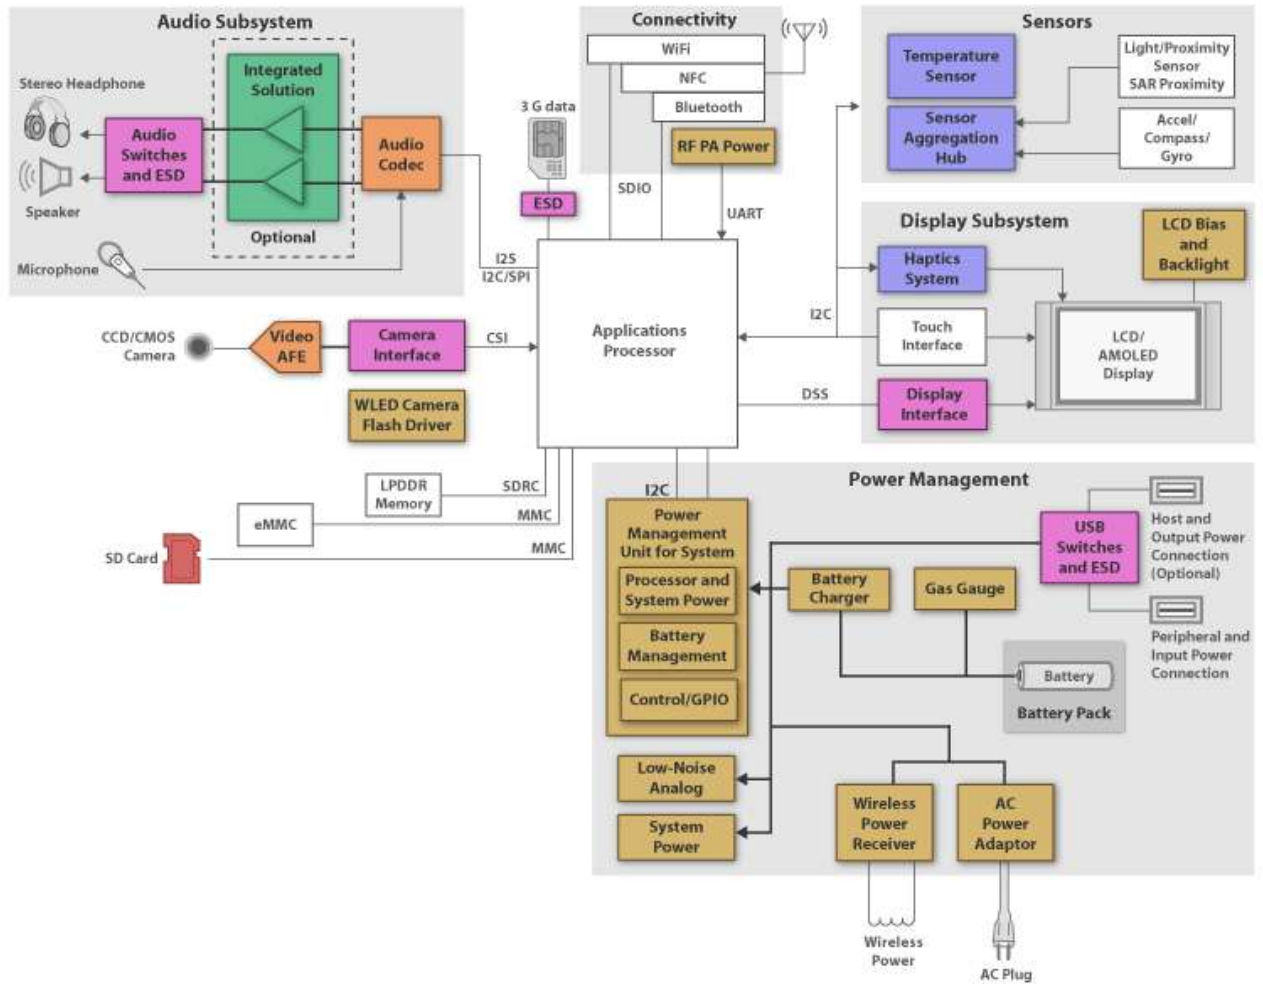 Audio Subsystem
Stereo Headphone
Audio
Switches
and ESD
Integrated
Solution
Optional
Audio
Codec
Speaker
Microphone
I2S
I2C/SPI
3 G data
ESD
Connectivity
WiFi
NFC
Bluetooth
RF PA Power
SDIO
UART
Sensors
Temperature
Sensor
Sensor
Aggregation
Hub
Light/Proximity
Sensor
SAR Proximity
Accel/
Compass/
Gyro
Display Subsystem
LCD Bias
and
Backlight
Haptics
System
Touch
Interface
Display
Interface
LCD/
AMOLED
Display
I2C
DSS
Applications
Processor
CCD/CMOS
Camera
Video
AFE
Camera
Interface
CSI
WLED Camera
Flash Driver
LPDDR
Memory
SDRC
eMMC
MMC
SD Card
MMC
Power Management
I2C
Power
Management
Unit for System
Processor and
System Power
Battery
Management
Control/GPIO
Battery
Charger
Gas Gauge
USB
Switches
and ESD
Host and
Output Power
Connection
(Optional)
Peripheral and
Input Power
Connection
Battery
Battery Pack
Low-Noise
Analog
System
Power
Wireless
Power
Receiver
AC
Power
Adaptor
Wireless
Power
AC Plug